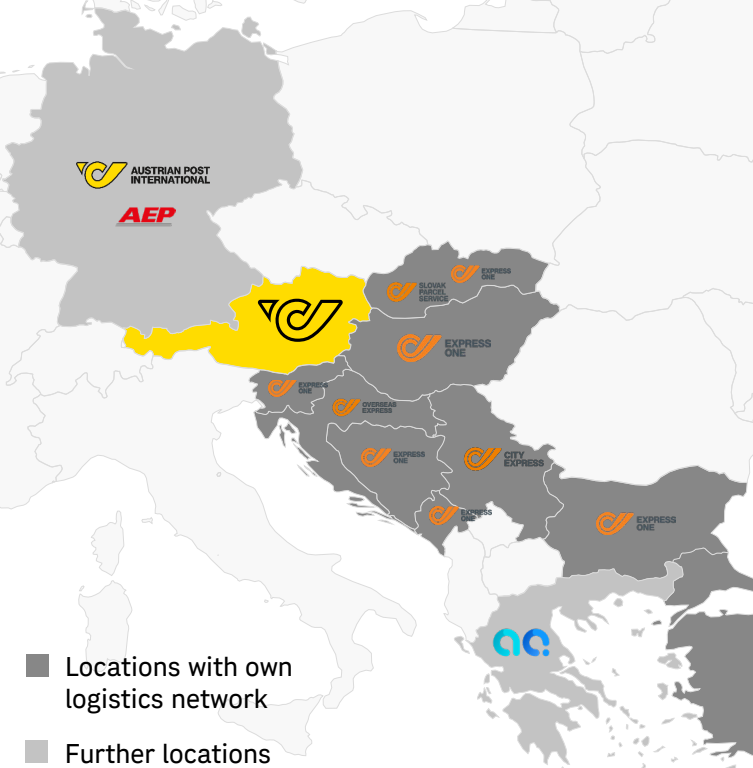 AUSTRIAN POST
INTERNATIONAL
AEP
EXPRESS
ONE
SLOVAK
PARCEL
SERVICE
EXPRESS
ONE
EXPRESS
ONE
OVERSEAS
EXPRESS
EXPRESS
ONE
CITY
EXPRESS
EXPRESS
ONE
EXPRESS
ONE
aq
Locations with own
logistics network
Further locations